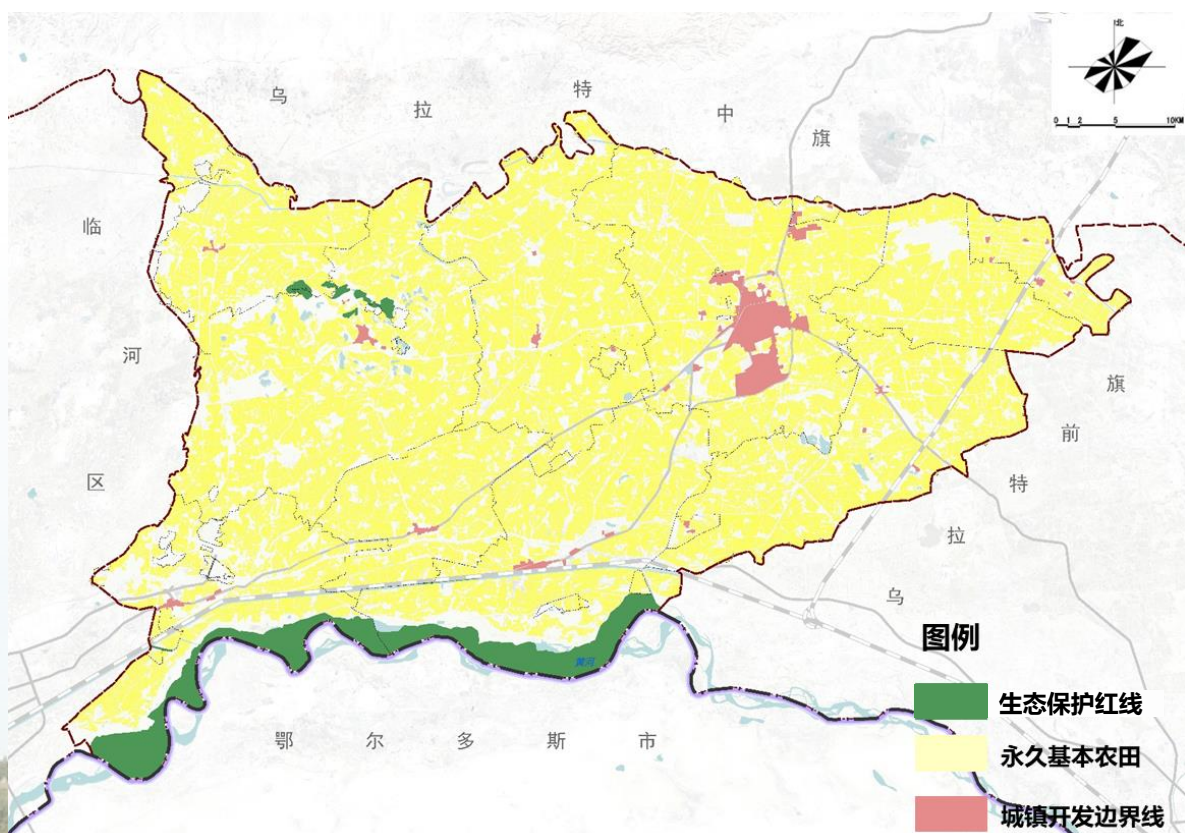 北
0 1 2 5 10KM
乌拉特中旗
临河区
乌拉特前旗
黄河
鄂尔多斯市
图例
生态保护红线
永久基本农田
城镇开发边界线